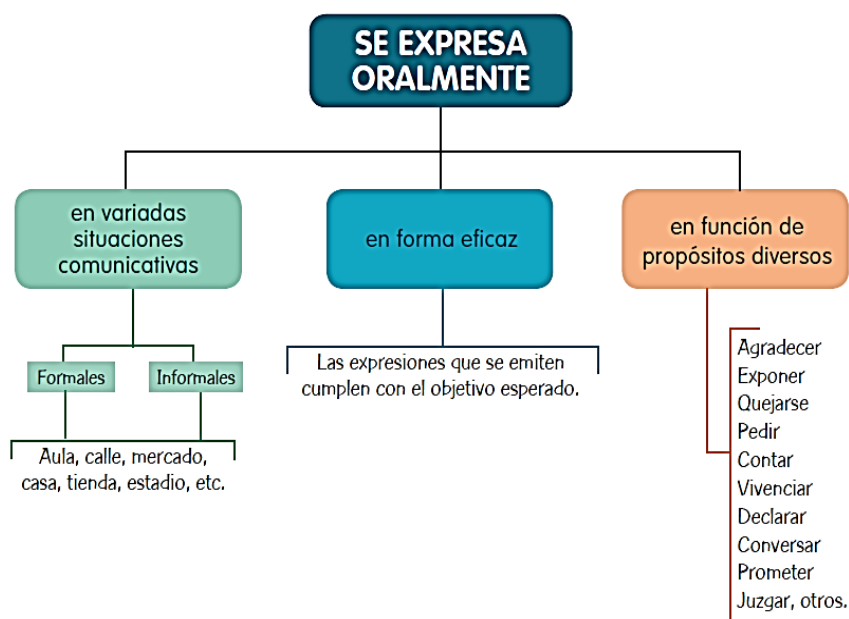 SE EXPRESA
ORALMENTE
en variadas
situaciones
comunicativas
en forma eficaz
en función de
propósitos diversos
Formales
Informales
Aula, calle, mercado,
casa, tienda, estadio, etc.
Las expresiones que se emiten
cumplen con el objetivo esperado.
Agradecer
Exponer
Quejarse
Pedir
Contar
Vivenciar
Declarar
Conversar
Prometer
Juzgar, otros.